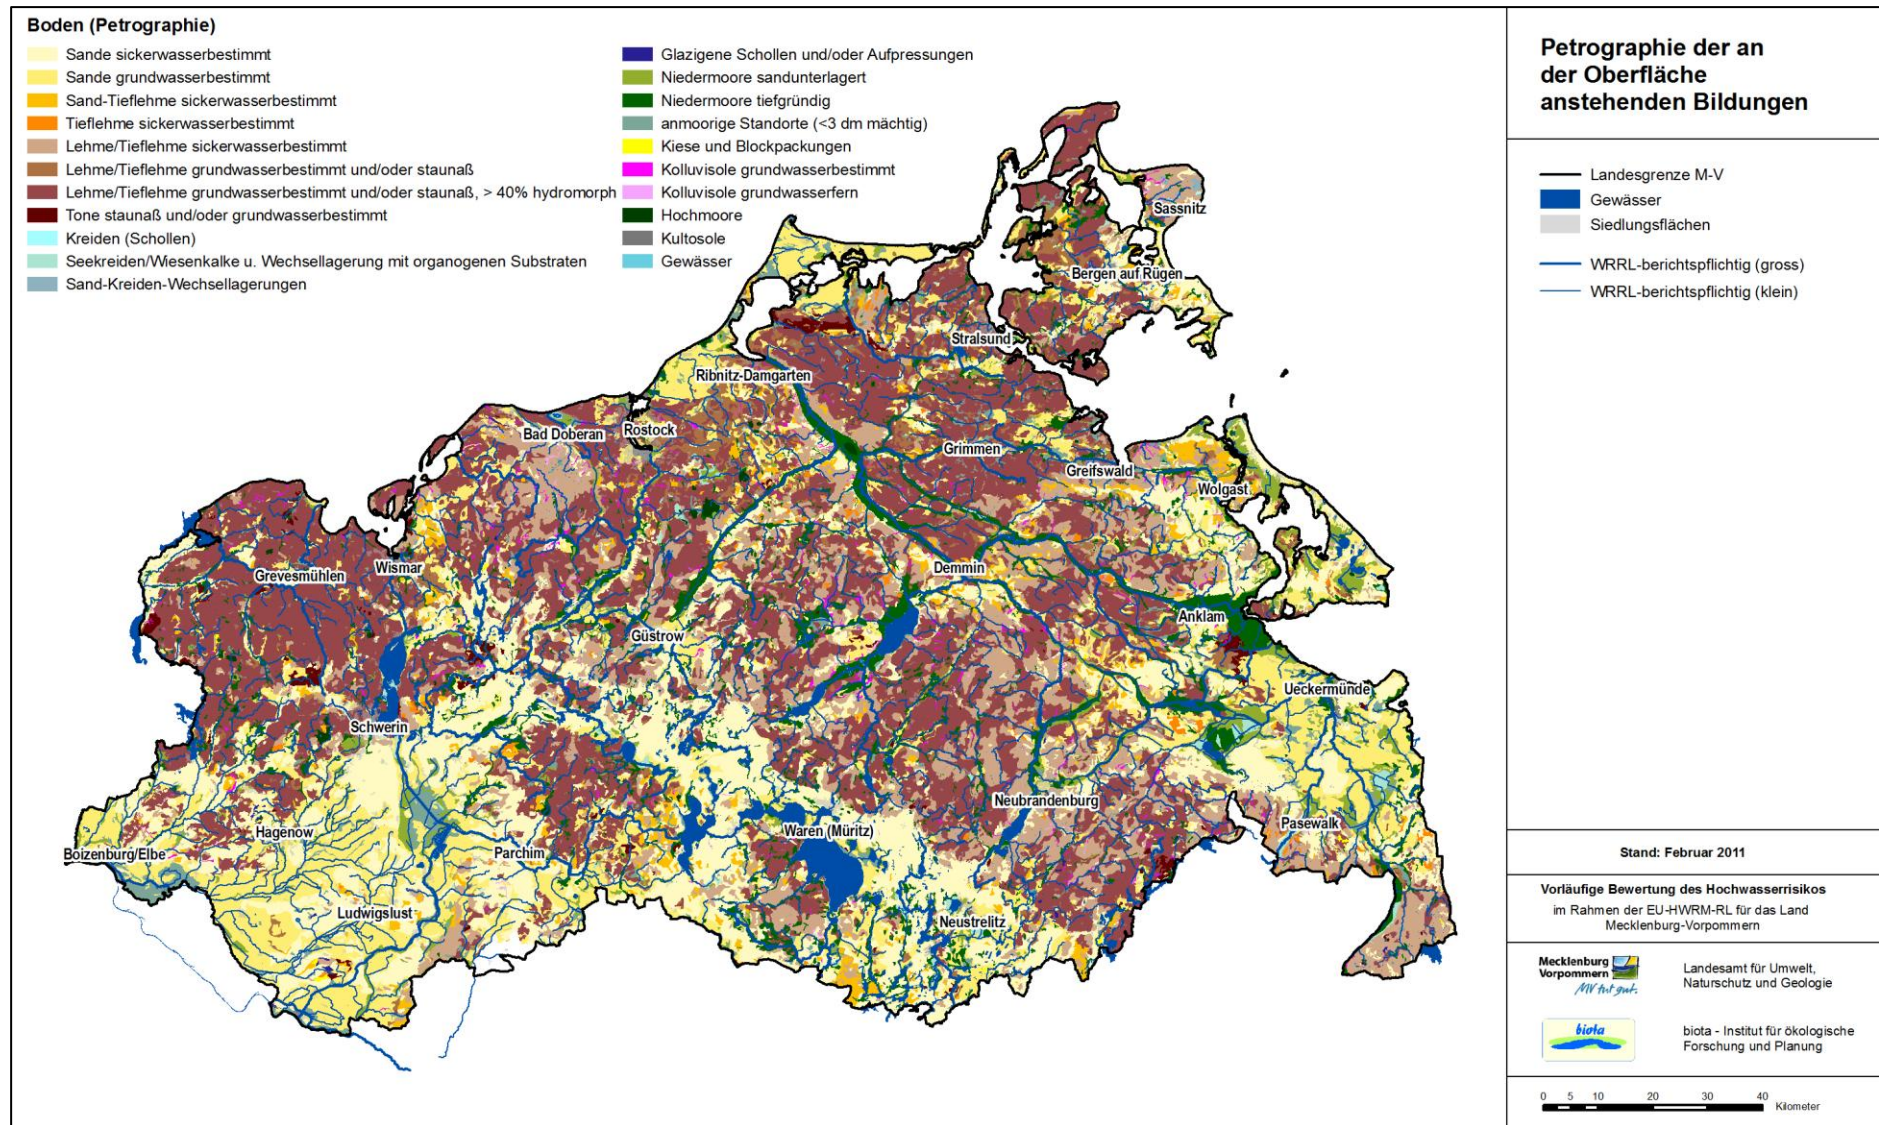 Boden (Petrographie)
Sande sickerwasserbestimmt
Sande grundwasserbestimmt
Sand-Tieflehme sickerwasserbestimmt
Tieflehme sickerwasserbestimmt
Lehme/Tieflehme sickerwasserbestimmt
Lehme/Tieflehme grundwasserbestimmt und/oder staunaß
Lehme/Tieflehme grundwasserbestimmt und/oder staunaß, > 40% hydromorph
Tone staunaß und/oder grundwasserbestimmt
Kreiden (Schollen)
Seekreiden/Wiesenkalke u. Wechsellagerung mit organogenen Substraten
Sand-Kreiden-Wechsellagerungen
Glazigene Schollen und/oder Aufpressungen
Niedermoore sandunterlagert
Niedermoore tiefgründig
anmoorige Standorte (<3 dm mächtig)
Kiese und Blockpackungen
Kolluvisole grundwasserbestimmt
Kolluvisole grundwasserfern
Hochmoore
Kultosole
Gewässer
Sassnitz
Bergen auf Rügen
Stralsund
Ribnitz-Damgarten
Bad Doberan
Rostock
Grimmen
Greifswald
Wolgast
Wismar
Grevesmühlen
Demmin
Anklam
Güstrow
Ueckermünde
Schwerin
Neubrandenburg
Pasewalk
Waren (Müritz)
Hagenow
Parchim
Boizenburg/Elbe
Ludwigslust
Neustrelitz
Petrographie der an
der Oberfläche
anstehenden Bildungen
Landesgrenze M-V
Gewässer
Siedlungsflächen
WRRL-berichtspflichtig (gross)
WRRL-berichtspflichtig (klein)
Stand: Februar 2011
Vorläufige Bewertung des Hochwasserrisikos
im Rahmen der EU-HWRM-RL für das Land
Mecklenburg-Vorpommern
Mecklenburg
Vorpommern
MV tut gut.
Landesamt für Umwelt,
Naturschutz und Geologie
biota
biota - Institut für ökologische
Forschung und Planung
0 5 10 20 30 40
Kilometer